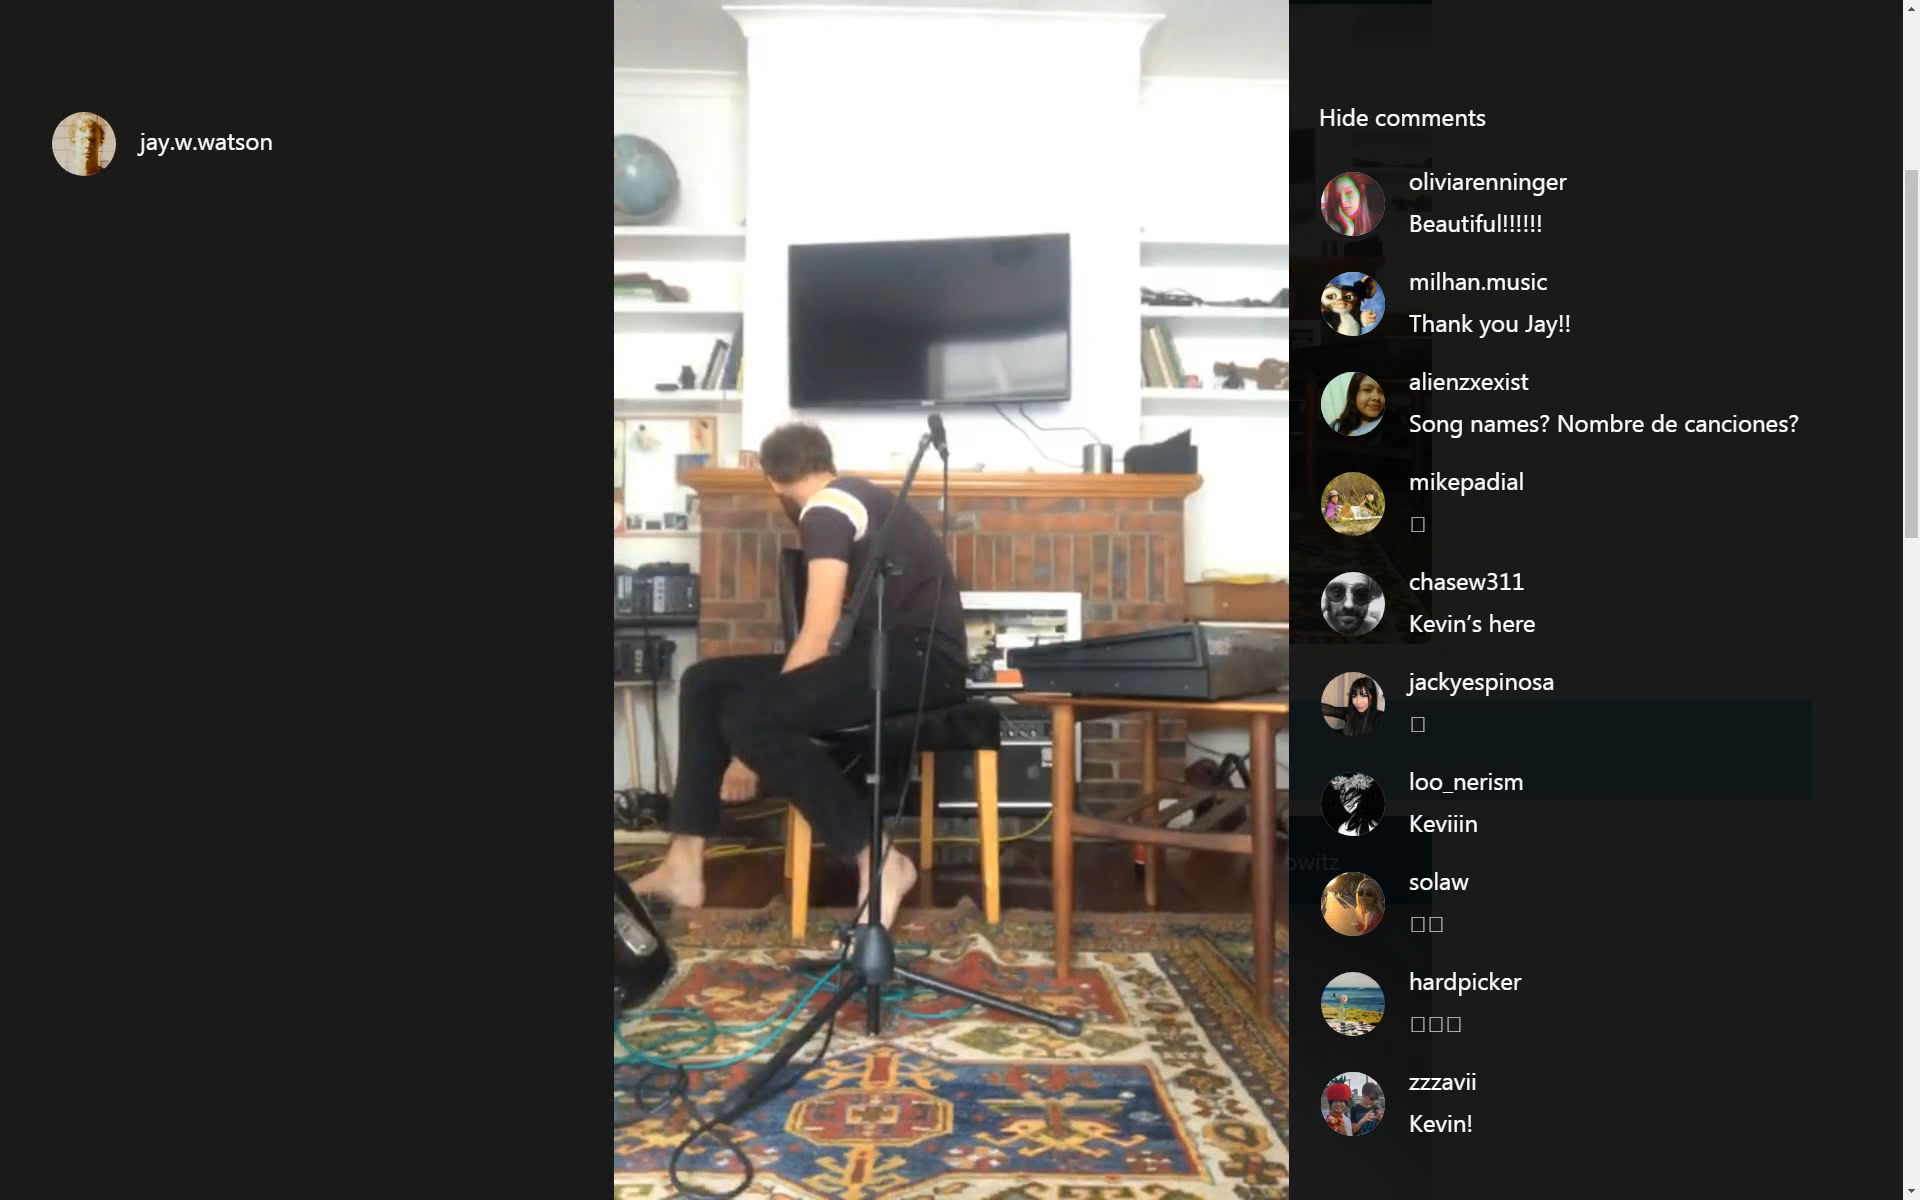 jay.w.watson
Hide comments
oliviarenninger
Beautiful!!!!!!
milhan.music
Thank you Jay!!
alienzxexist
Song names? Nombre de canciones?
mikepadial
chasew311
Kevin’s here
jackyespinosa
loo_nerism
Keviiin
owitz
solaw
hardpicker
zzzavii
Kevin!